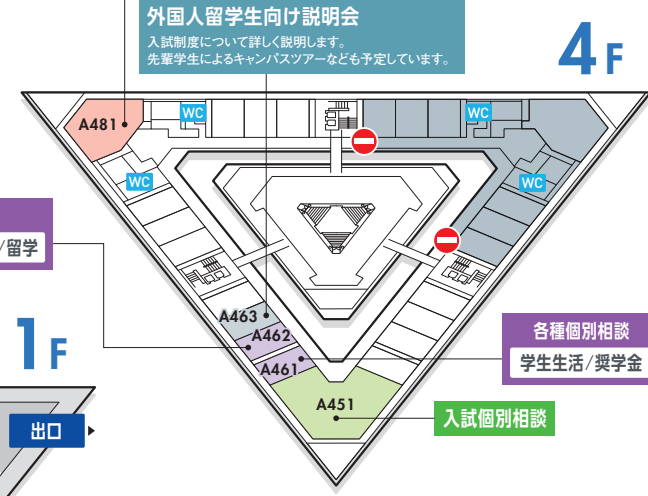 外国人留学生向け説明会
入試制度について詳しく説明します。
先輩学生によるキャンパスツアーなども予定しています。
4F
WC
WC
A481
WC
WC
/留学
A463
A462
A461
1F
各種個別相談
学生生活/奨学金
A451
入試個別相談
出口